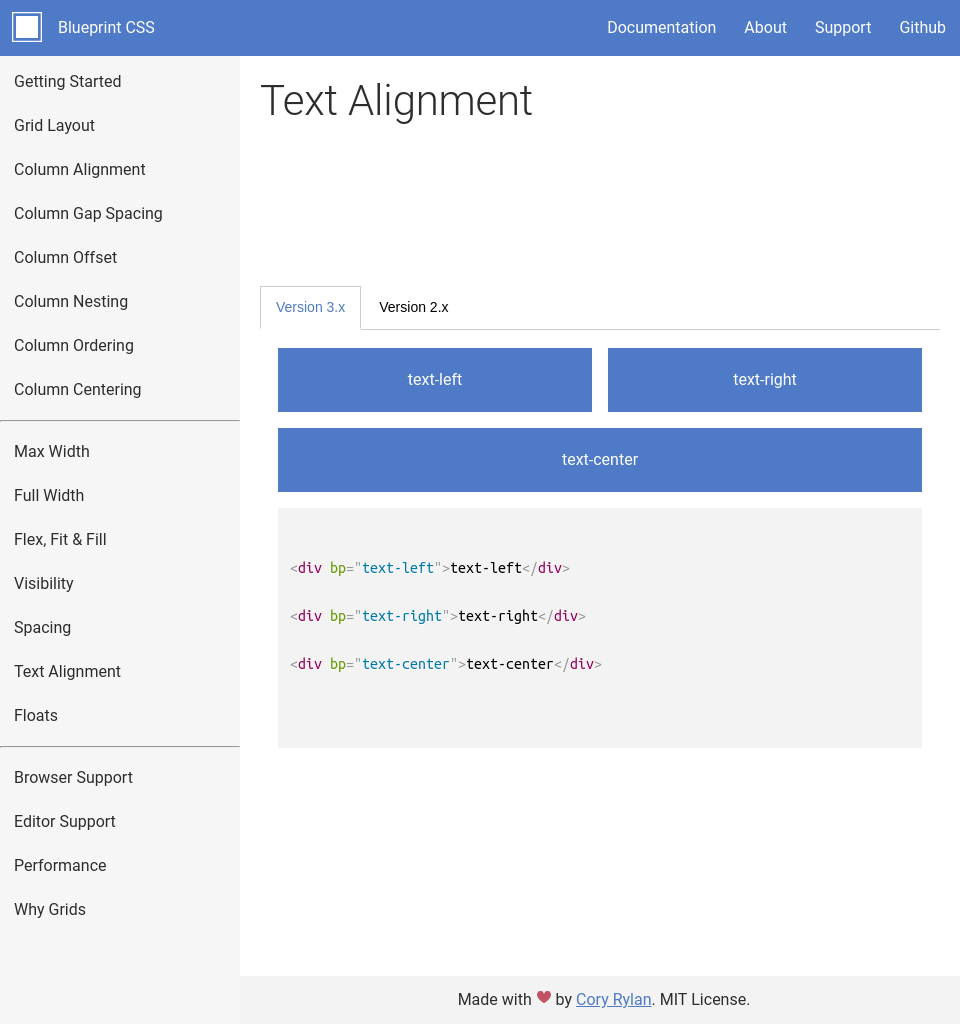 Blueprint CSS
Documentation
About
Support
Github
Getting Started
Grid Layout
Column Alignment
Column Gap Spacing
Column Offset
Column Nesting
Column Ordering
Column Centering
Max Width
Full Width
Flex, Fit & Fill
Visibility
Spacing
Text Alignment
Floats
Browser Support
Editor Support
Performance
Why Grids
Text Alignment
Version 3.x
Version 2.x
text-left
text-right
text-center
<div bp="text-left">text-left</div>
<div bp="text-right">text-right</div>
<div bp="text-center">text-center</div>
Made with ❤ by Cory Rylan. MIT License.